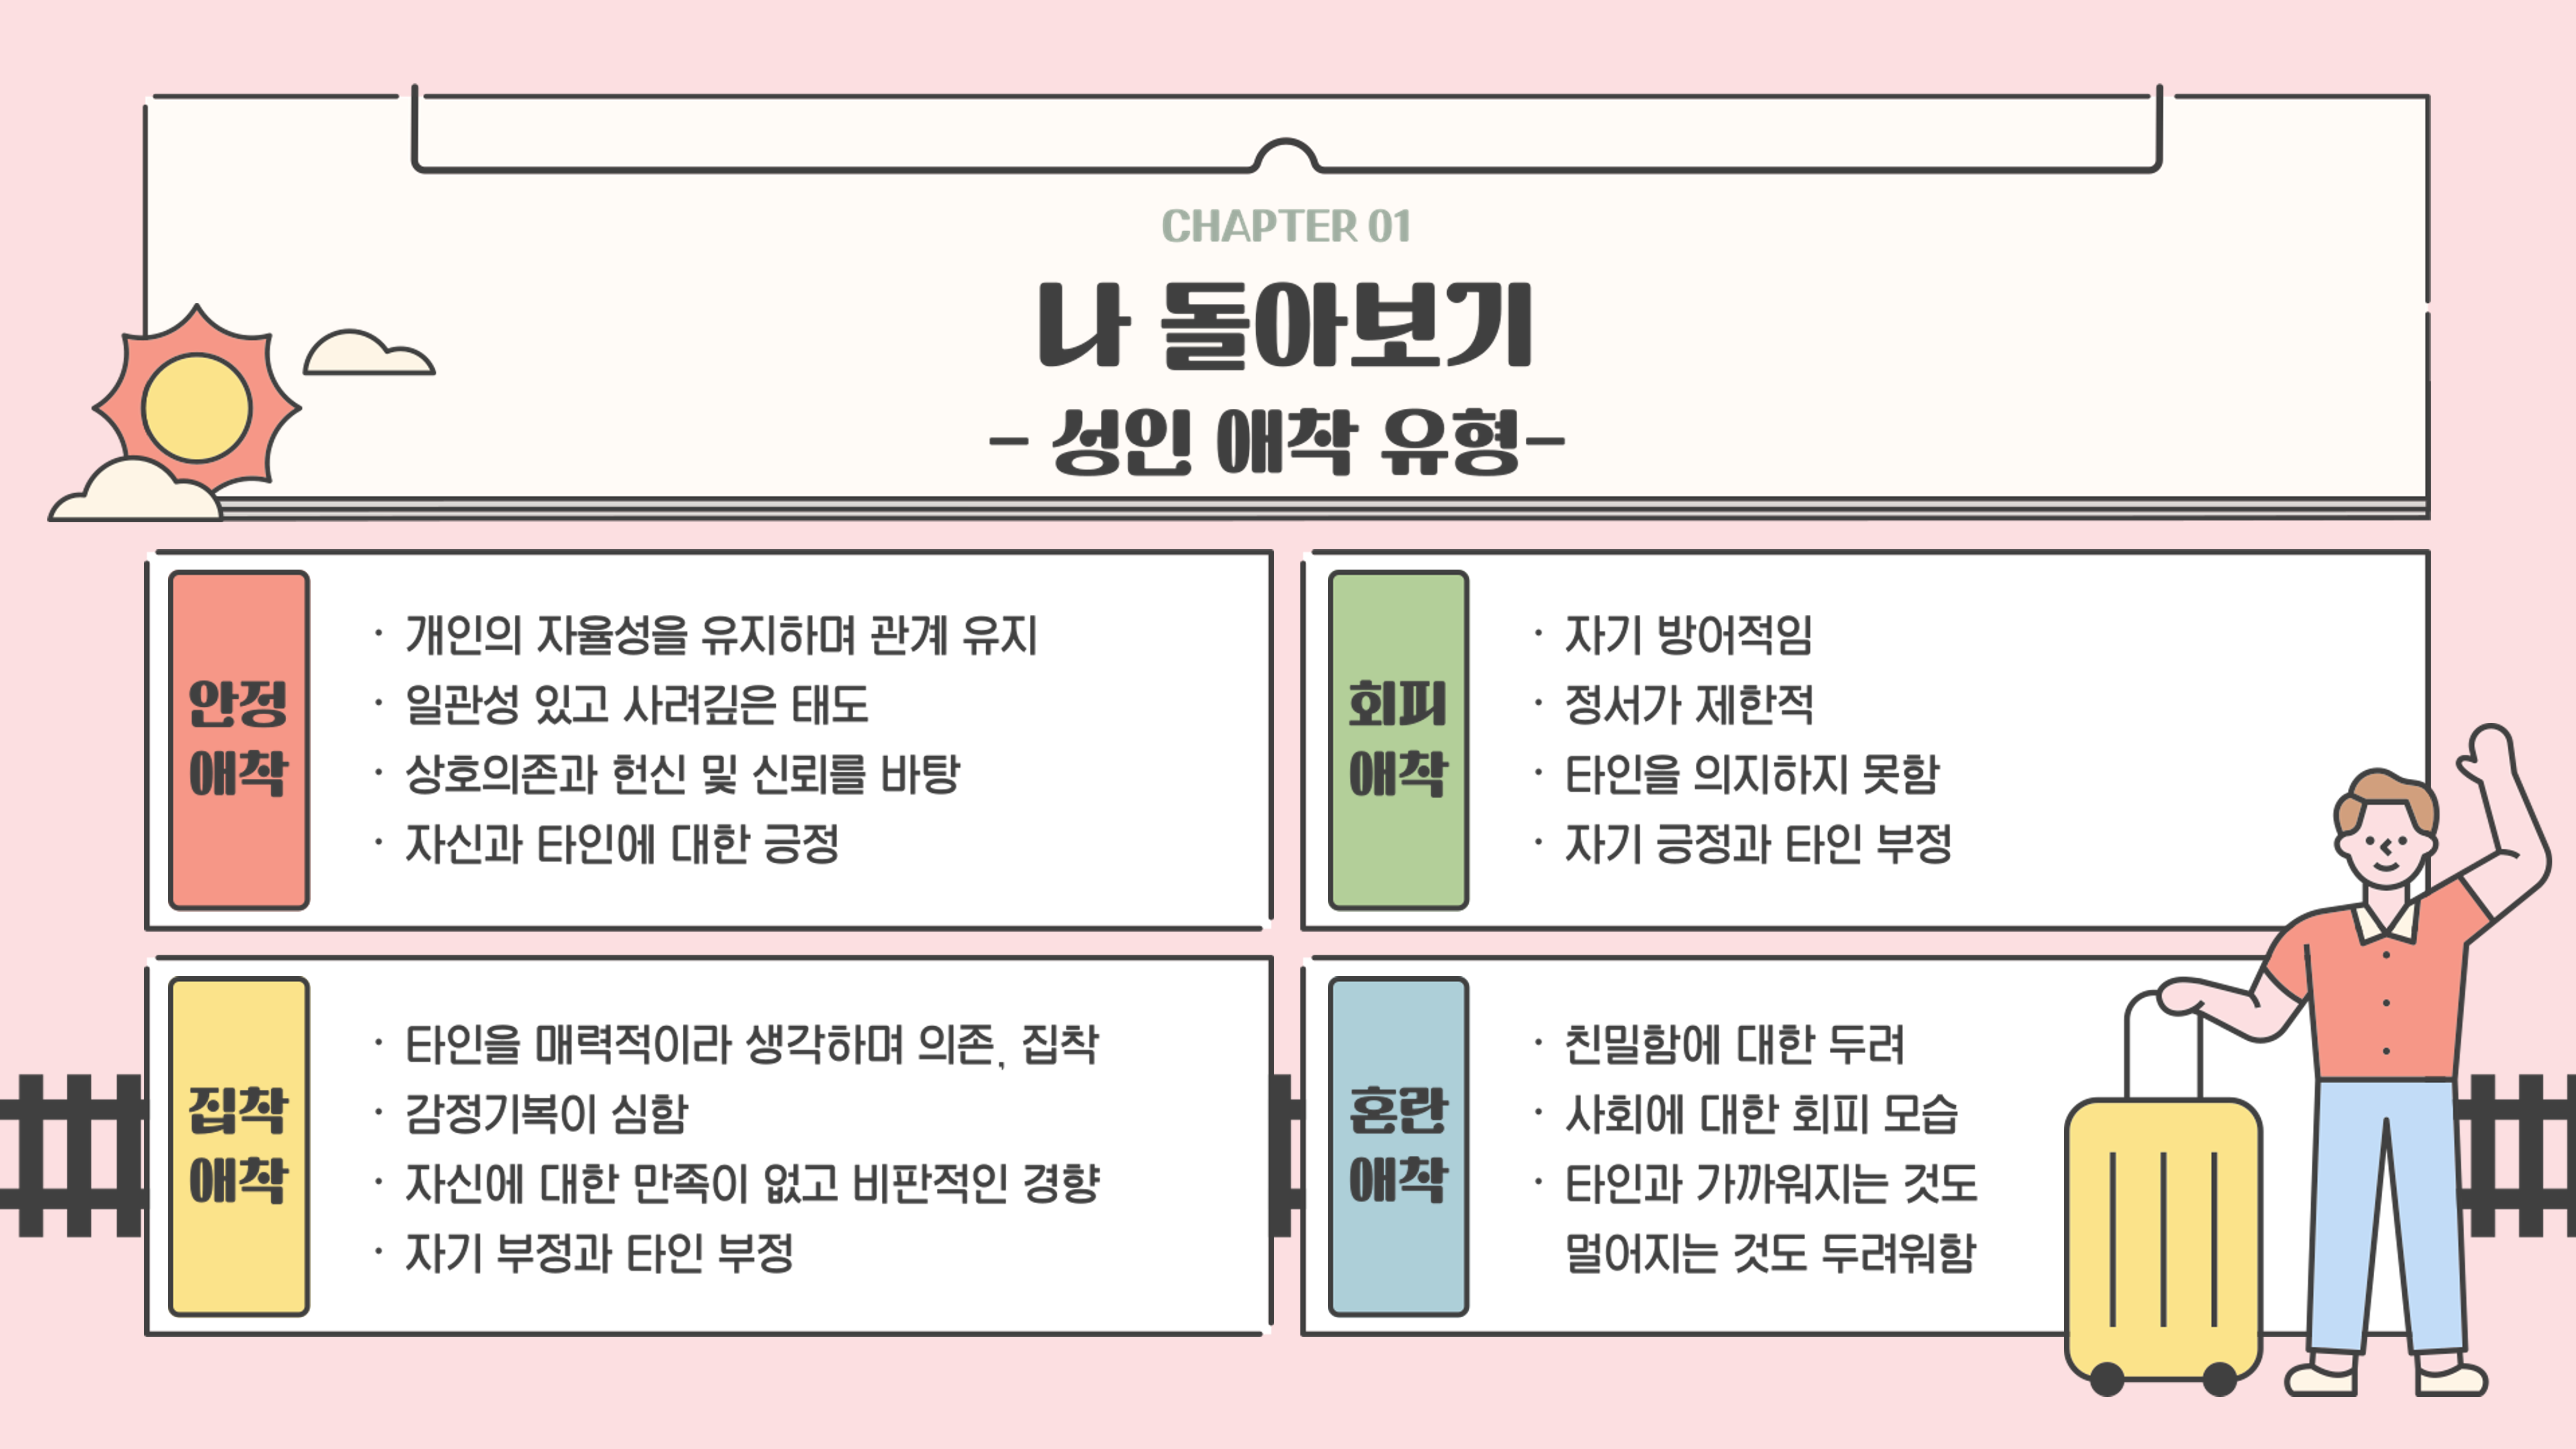 CHAPTER 01
나 돌아보기
- 성인 애착 유형-
안정
애착
· 개인의 자율성을 유지하며 관계 유지
· 일관성 있고 사려깊은 태도
· 상호의존과 헌신 및 신뢰를 바탕
· 자신과 타인에 대한 긍정
회피
애착
· 자기 방어적임
· 정서가 제한적
· 타인을 의지하지 못함
· 자기 긍정과 타인 부정
집착
애착
· 타인을 매력적이라 생각하며 의존, 집착
· 감정기복이 심함
· 자신에 대한 만족이 없고 비판적인 경향
· 자기 부정과 타인 부정
혼란
애착
· 친밀함에 대한 두려
· 사회에 대한 회피 모습
· 타인과 가까워지는 것도
멀어지는 것도 두려워함